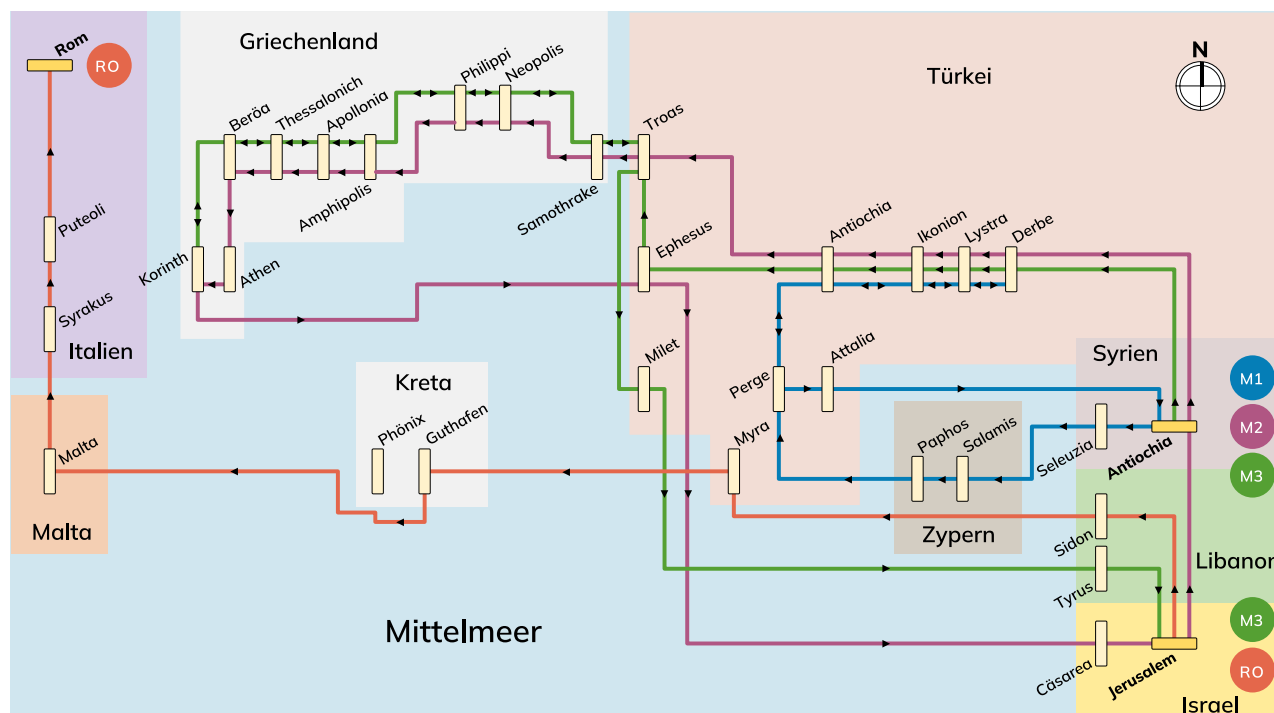 Rom
RO
Griechenland
Philippi
Neopolis
Türkei
N
Beröa
Thessalonich
Apollonia
Troas
Amphipolis
Samothrake
Puteoli
Korinth
Athen
Ephesus
Antiochia
Ikonion
Lystra
Derbe
Syrakus
Italien
Milet
Perge
Attalia
Syrien
M1
Kreta
Phönix
Guthafen
Myra
Paphos
Salamis
Seleuzia
Antiochia
M2
M3
Malta
Malta
Zypern
Sidon
Libanon
Tyrus
Mittelmeer
M3
Cäsarea
Jerusalem
RO
Israel